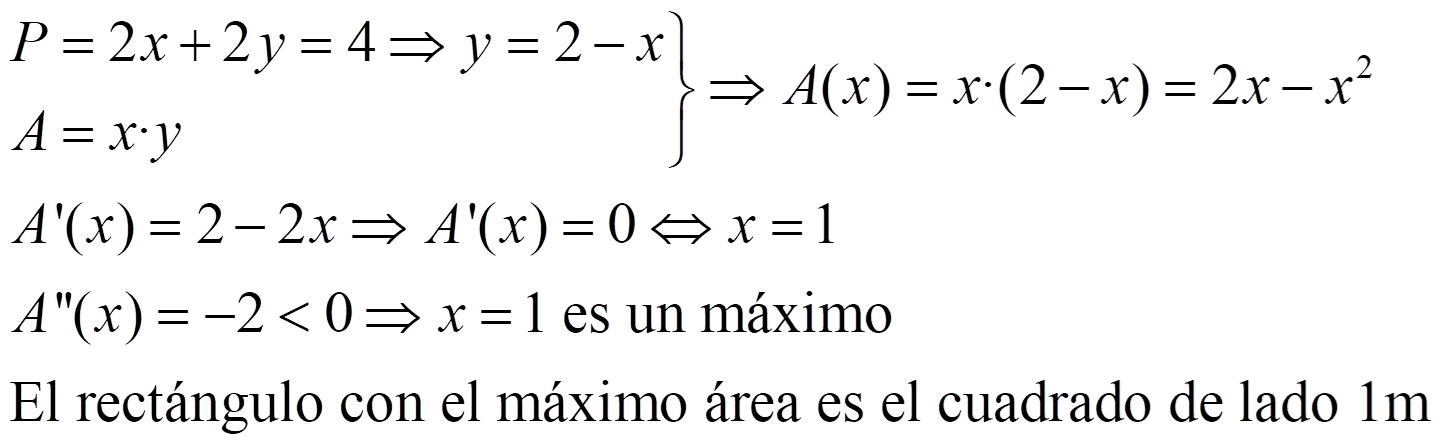 P = 2x + 2y = 4 ⇒ y = 2 − x
A = x·y
} ⇒ A(x) = x·(2 − x) = 2x − x²
A'(x) = 2 − 2x ⇒ A'(x) = 0 ⇔ x = 1
A''(x) = −2 < 0 ⇒ x = 1 es un máximo
El rectángulo con el máximo área es el cuadrado de lado 1m